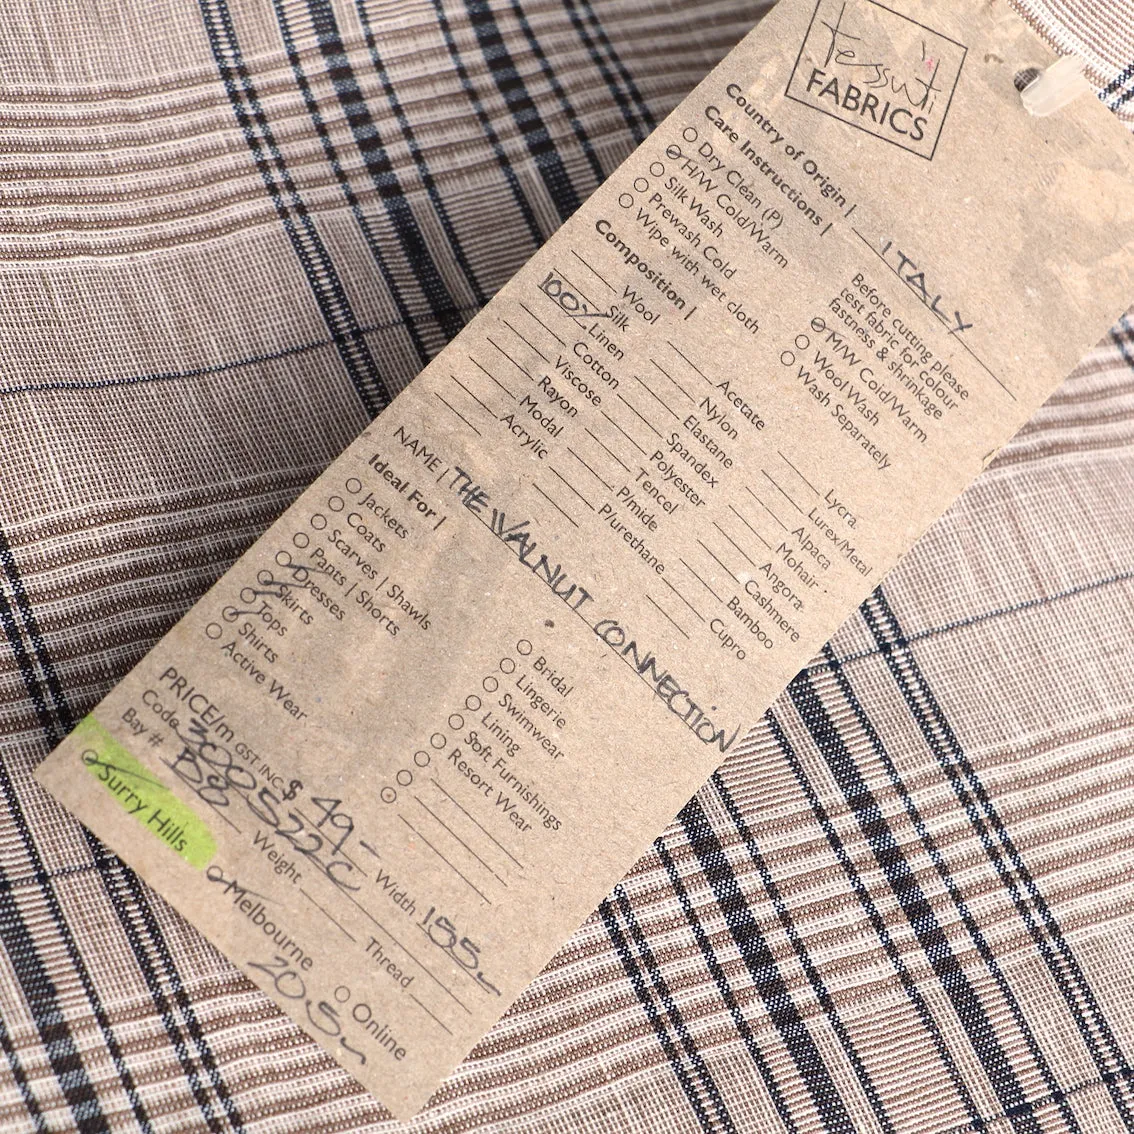 Tessuti
FABRICS
Country of Origin | ITALY
Care Instructions |
Before cutting please
test fabric for colour
fastness & shrinkage
Dry Clean (P)
H/W Cold/Warm
Silk Wash
Prewash Cold
Wipe with wet cloth
M/W Cold/Warm
Wool Wash
Wash Separately
Composition |
Wool
Silk
100% Linen
Cotton
Viscose
Rayon
Modal
Acrylic
Acetate
Nylon
Elastane
Spandex
Polyester
Tencel
P/mide
P/urethane
Lycra
Lurex/Metal
Alpaca
Mohair
Angora
Cashmere
Bamboo
Cupro
NAME | THE WALNUT CONNECTION
Ideal For |
Jackets
Coats
Scarves | Shawls
Pants | Shorts
Dresses
Skirts
Tops
Shirts
Active Wear
Bridal
Lingerie
Swimwear
Lining
Soft Furnishings
Resort Wear
PRICE/m GST INC $ 49-
Width 155
Code 300522C
Bay # B8
Weight
Thread
Surry Hills
Melbourne
Online
20.5m